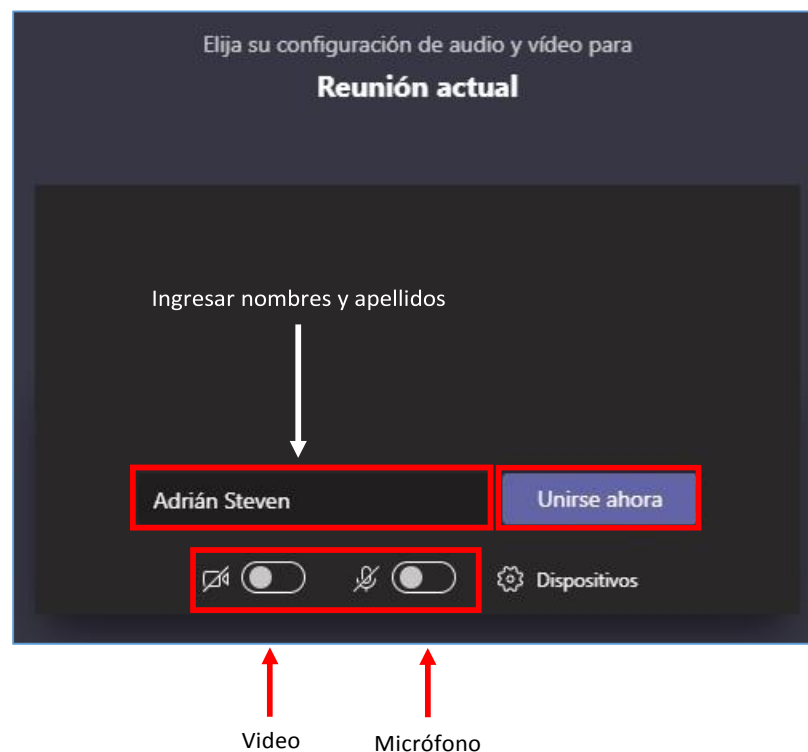 Elija su configuración de audio y vídeo para
Reunión actual
Ingresar nombres y apellidos
Adrián Steven
Unirse ahora
Dispositivos
Video
Micrófono